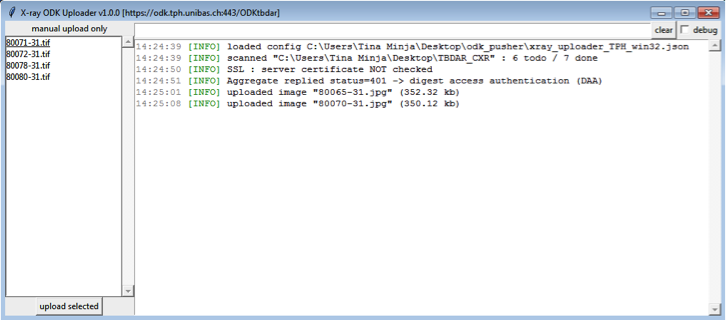 X-ray ODK Uploader v1.0.0 [https://odk.tph.unibas.ch:443/ODKtbdar]
manual upload only
clear
debug
80071-31.tif
80072-31.tif
80078-31.tif
80080-31.tif
14:24:39 [INFO] loaded config C:\Users\Tina Minja\Desktop\odk_pusher\xray_uploader_TPH_win32.json
14:24:39 [INFO] scanned "C:\Users\Tina Minja\Desktop\TBDAR_CXR" : 6 todo / 7 done
14:24:50 [INFO] SSL : server certificate NOT checked
14:24:51 [INFO] Aggregate replied status=401 -> digest access authentication (DAA)
14:25:01 [INFO] uploaded image "80065-31.jpg" (352.32 kb)
14:25:08 [INFO] uploaded image "80070-31.jpg" (350.12 kb)
upload selected